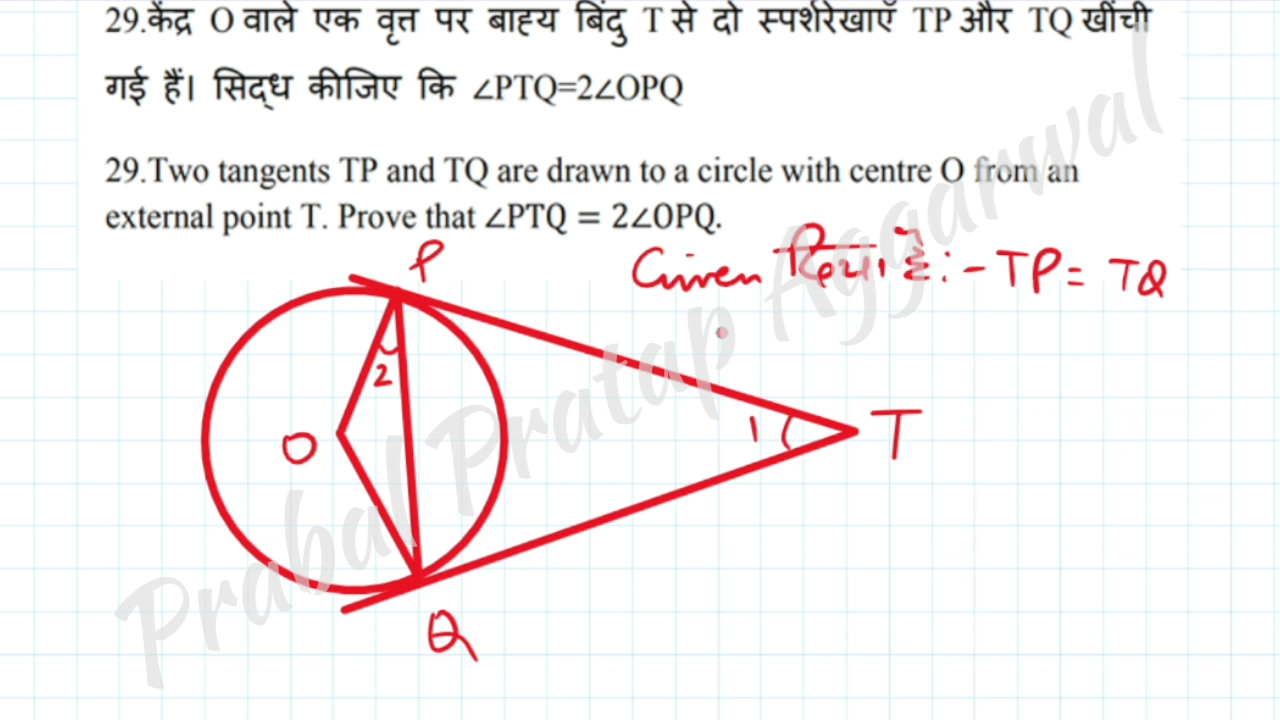 29.केंद्र O वाले एक वृत्त पर बाह्य बिंदु T से दो स्पर्शरेखाएँ TP और TQ खींची
गई हैं। सिद्ध कीजिए कि ∠PTQ=2∠OPQ
29.Two tangents TP and TQ are drawn to a circle with centre O from an
external point T. Prove that ∠PTQ = 2∠OPQ.
P
Given दिया है:- TP = TQ
2
O
1
T
Q
Prabal Pratap Aggarwal